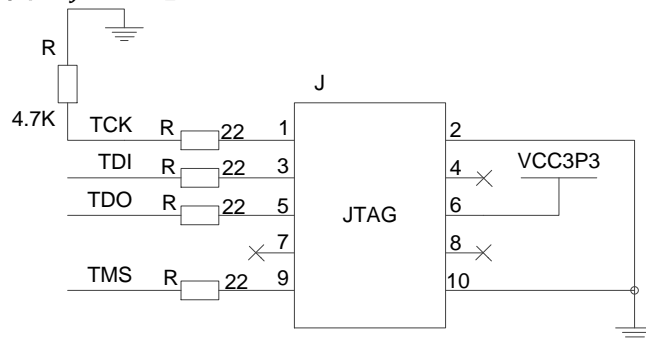 R
J
4.7K TCK R 22 1 2
TDI R 22 3 4 VCC3P3
TDO R 22 5 JTAG 6
7 8
TMS R 22 9 10